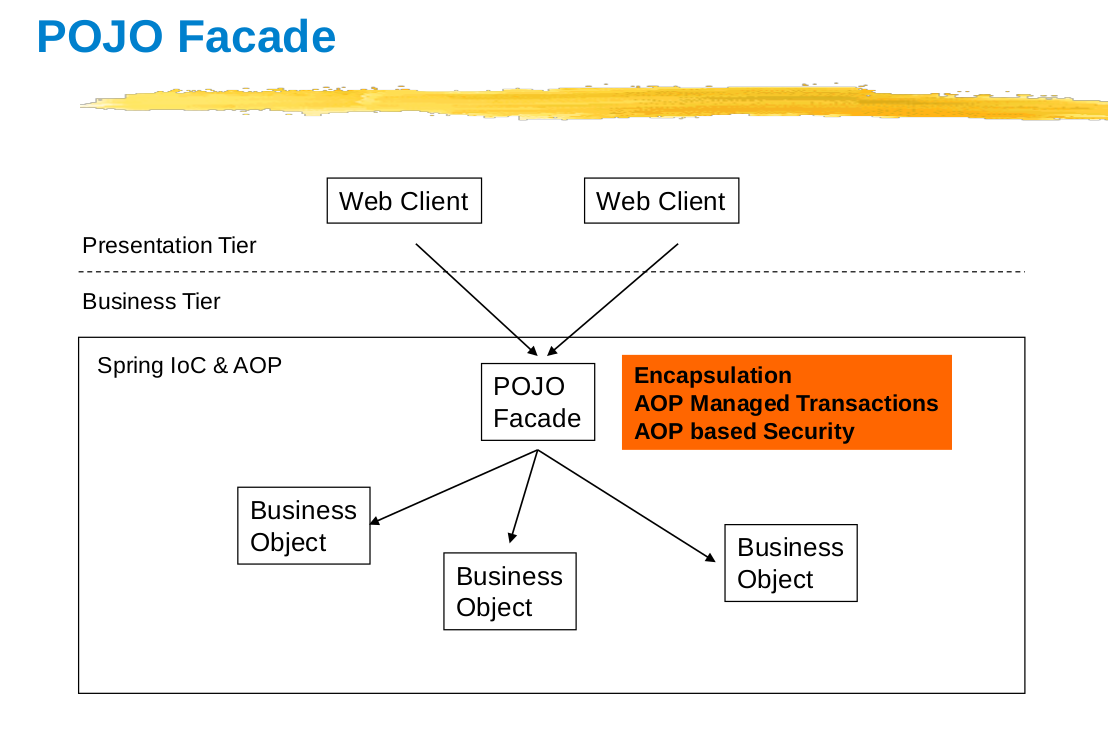 POJO Facade
Web Client
Web Client
Presentation Tier
Business Tier
Spring IoC & AOP
POJO
Facade
Encapsulation
AOP Managed Transactions
AOP based Security
Business
Object
Business
Object
Business
Object